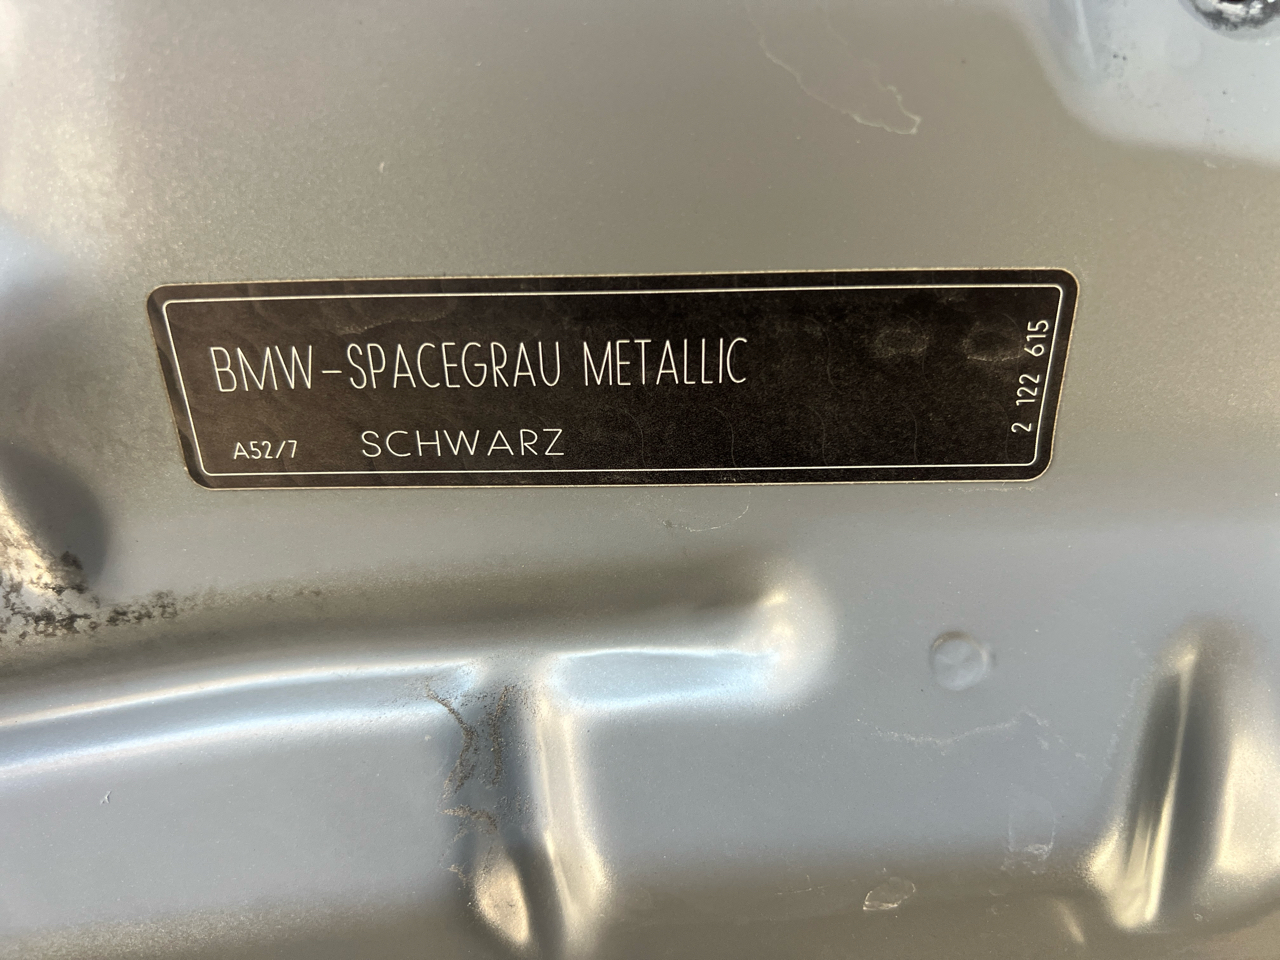 BMW-SPACEGRAU METALLIC
A52/7 SCHWARZ
2 122 615